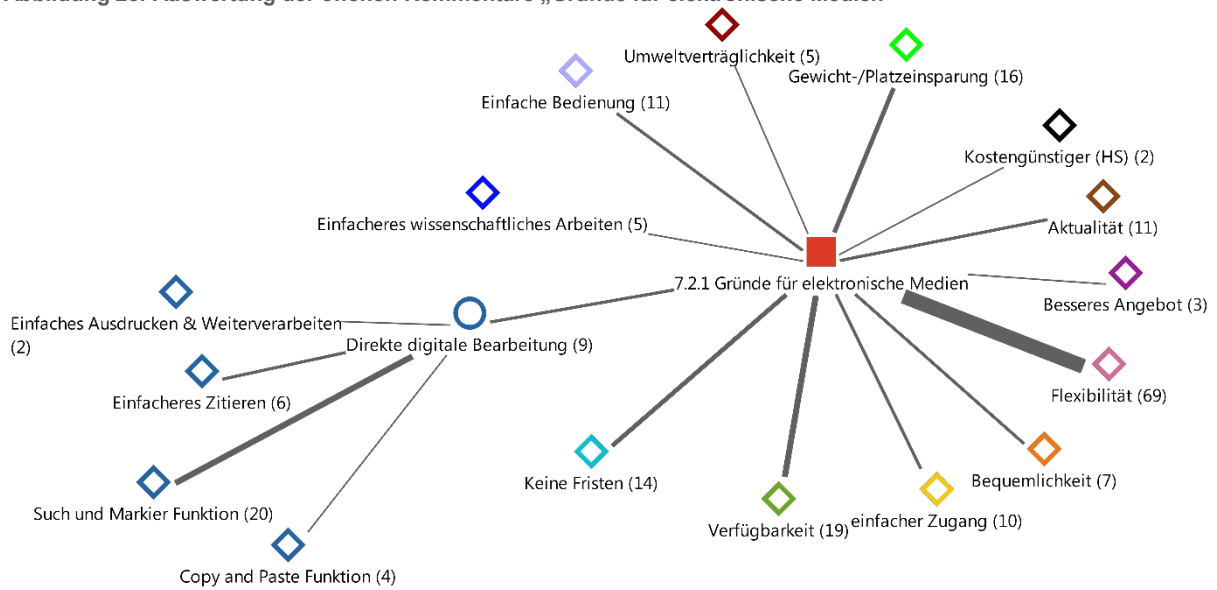 Umweltverträglichkeit (5)
Gewicht-/Platzeinsparung (16)
Einfache Bedienung (11)
Kostengünstiger (HS) (2)
Einfacheres wissenschaftliches Arbeiten (5)
Aktualität (11)
7.2.1 Gründe für elektronische Medien
Besseres Angebot (3)
Einfaches Ausdrucken & Weiterverarbeiten
(2)
Direkte digitale Bearbeitung (9)
Flexibilität (69)
Einfacheres Zitieren (6)
Keine Fristen (14)
Bequemlichkeit (7)
Such und Markier Funktion (20)
Verfügbarkeit (19)
einfacher Zugang (10)
Copy and Paste Funktion (4)